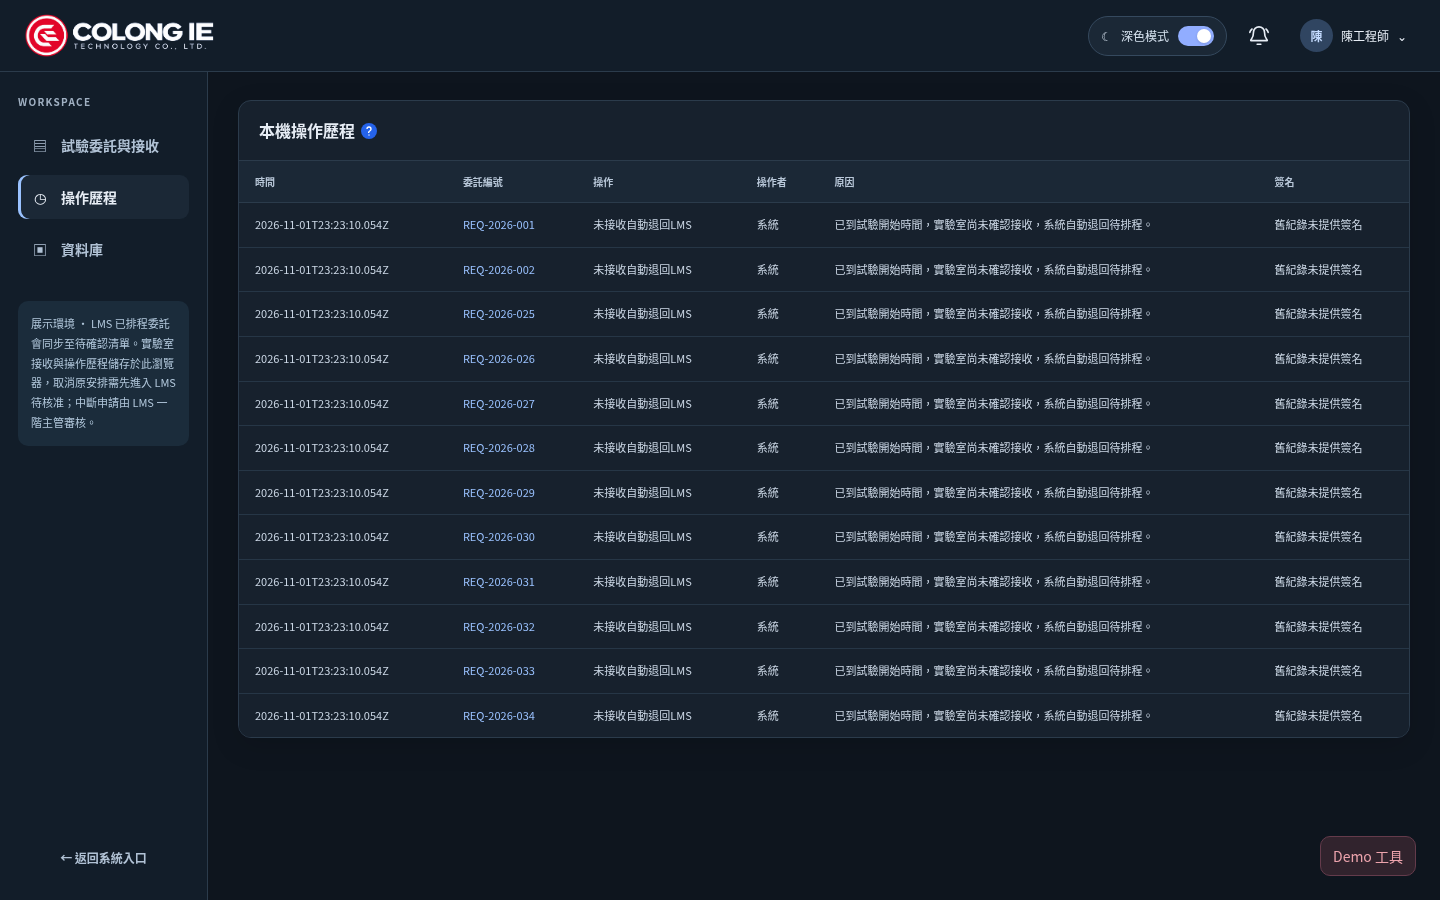 COLONG IE
TECHNOLOGY CO., LTD.
深色模式
陳
陳工程師
WORKSPACE
試驗委託與接收
操作歷程
資料庫
展示環境・LMS 已排程委託
會同步至待確認清單。實驗室
接收與操作歷程儲存於此瀏覽
器，取消原安排需先進入 LMS
待核准；中斷申請由 LMS 一
階主管審核。
← 返回系統入口
本機操作歷程 ?
時間 委託編號 操作 操作者 原因 簽名
2026-11-01T23:23:10.054Z REQ-2026-001 未接收自動退回LMS 系統 已到試驗開始時間，實驗室尚未確認接收，系統自動退回待排程。 舊紀錄未提供簽名
2026-11-01T23:23:10.054Z REQ-2026-002 未接收自動退回LMS 系統 已到試驗開始時間，實驗室尚未確認接收，系統自動退回待排程。 舊紀錄未提供簽名
2026-11-01T23:23:10.054Z REQ-2026-025 未接收自動退回LMS 系統 已到試驗開始時間，實驗室尚未確認接收，系統自動退回待排程。 舊紀錄未提供簽名
2026-11-01T23:23:10.054Z REQ-2026-026 未接收自動退回LMS 系統 已到試驗開始時間，實驗室尚未確認接收，系統自動退回待排程。 舊紀錄未提供簽名
2026-11-01T23:23:10.054Z REQ-2026-027 未接收自動退回LMS 系統 已到試驗開始時間，實驗室尚未確認接收，系統自動退回待排程。 舊紀錄未提供簽名
2026-11-01T23:23:10.054Z REQ-2026-028 未接收自動退回LMS 系統 已到試驗開始時間，實驗室尚未確認接收，系統自動退回待排程。 舊紀錄未提供簽名
2026-11-01T23:23:10.054Z REQ-2026-029 未接收自動退回LMS 系統 已到試驗開始時間，實驗室尚未確認接收，系統自動退回待排程。 舊紀錄未提供簽名
2026-11-01T23:23:10.054Z REQ-2026-030 未接收自動退回LMS 系統 已到試驗開始時間，實驗室尚未確認接收，系統自動退回待排程。 舊紀錄未提供簽名
2026-11-01T23:23:10.054Z REQ-2026-031 未接收自動退回LMS 系統 已到試驗開始時間，實驗室尚未確認接收，系統自動退回待排程。 舊紀錄未提供簽名
2026-11-01T23:23:10.054Z REQ-2026-032 未接收自動退回LMS 系統 已到試驗開始時間，實驗室尚未確認接收，系統自動退回待排程。 舊紀錄未提供簽名
2026-11-01T23:23:10.054Z REQ-2026-033 未接收自動退回LMS 系統 已到試驗開始時間，實驗室尚未確認接收，系統自動退回待排程。 舊紀錄未提供簽名
2026-11-01T23:23:10.054Z REQ-2026-034 未接收自動退回LMS 系統 已到試驗開始時間，實驗室尚未確認接收，系統自動退回待排程。 舊紀錄未提供簽名
Demo 工具